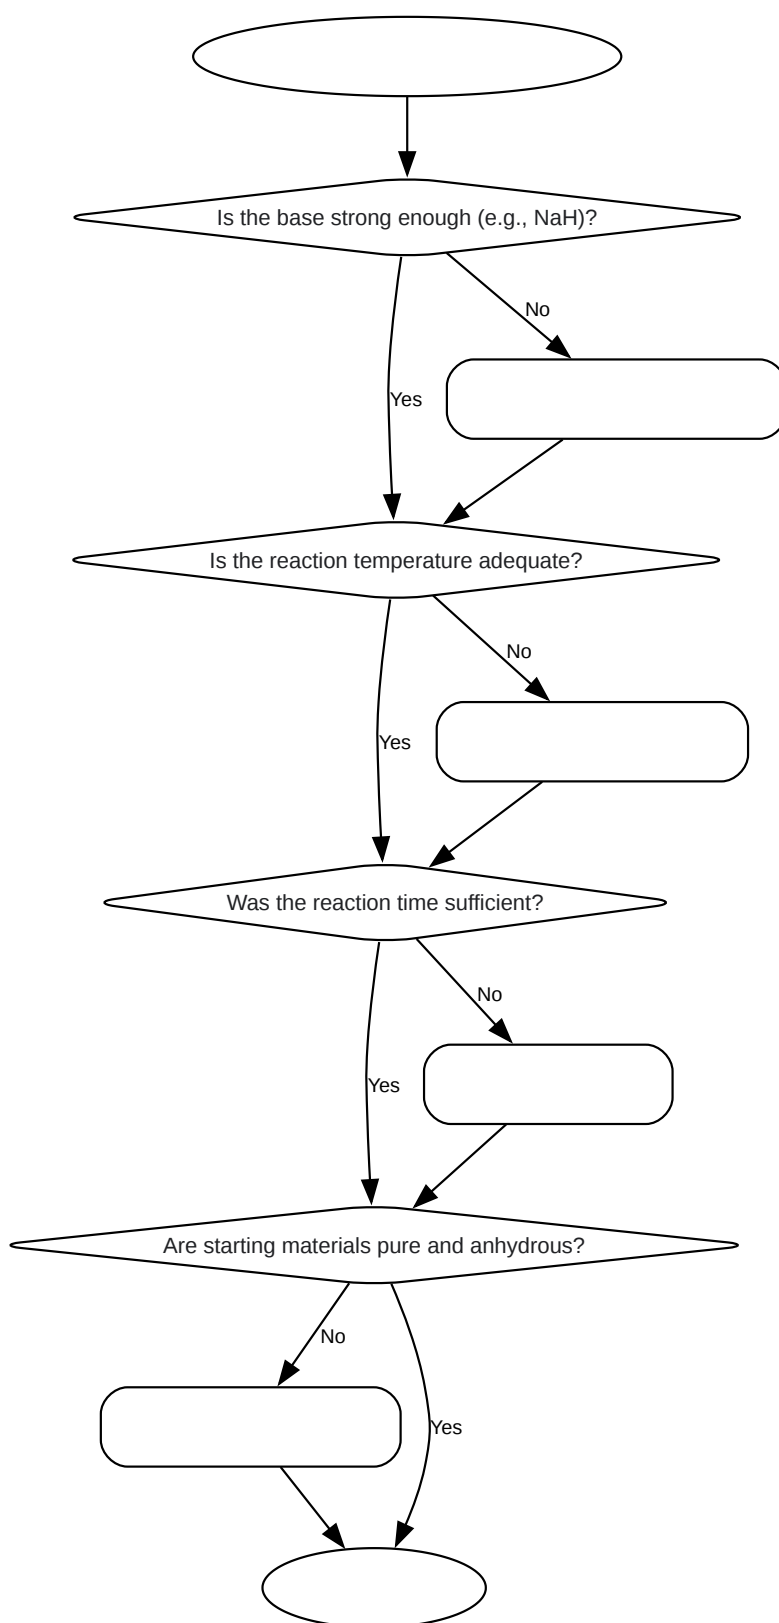 Is the base strong enough (e.g., NaH)?
No
Yes
Is the reaction temperature adequate?
No
Yes
Was the reaction time sufficient?
No
Yes
Are starting materials pure and anhydrous?
No
Yes